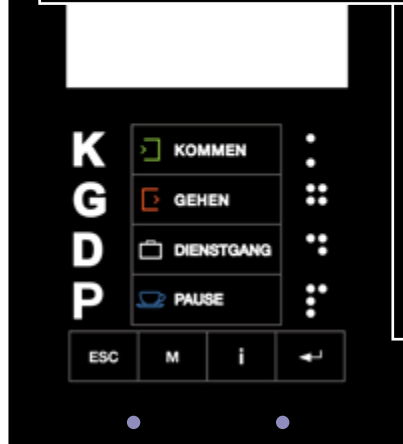 K KOMMEN ⠅
G GEHEN ⠛
D DIENSTGANG ⠙
P PAUSE ⠏
ESC M i ↵